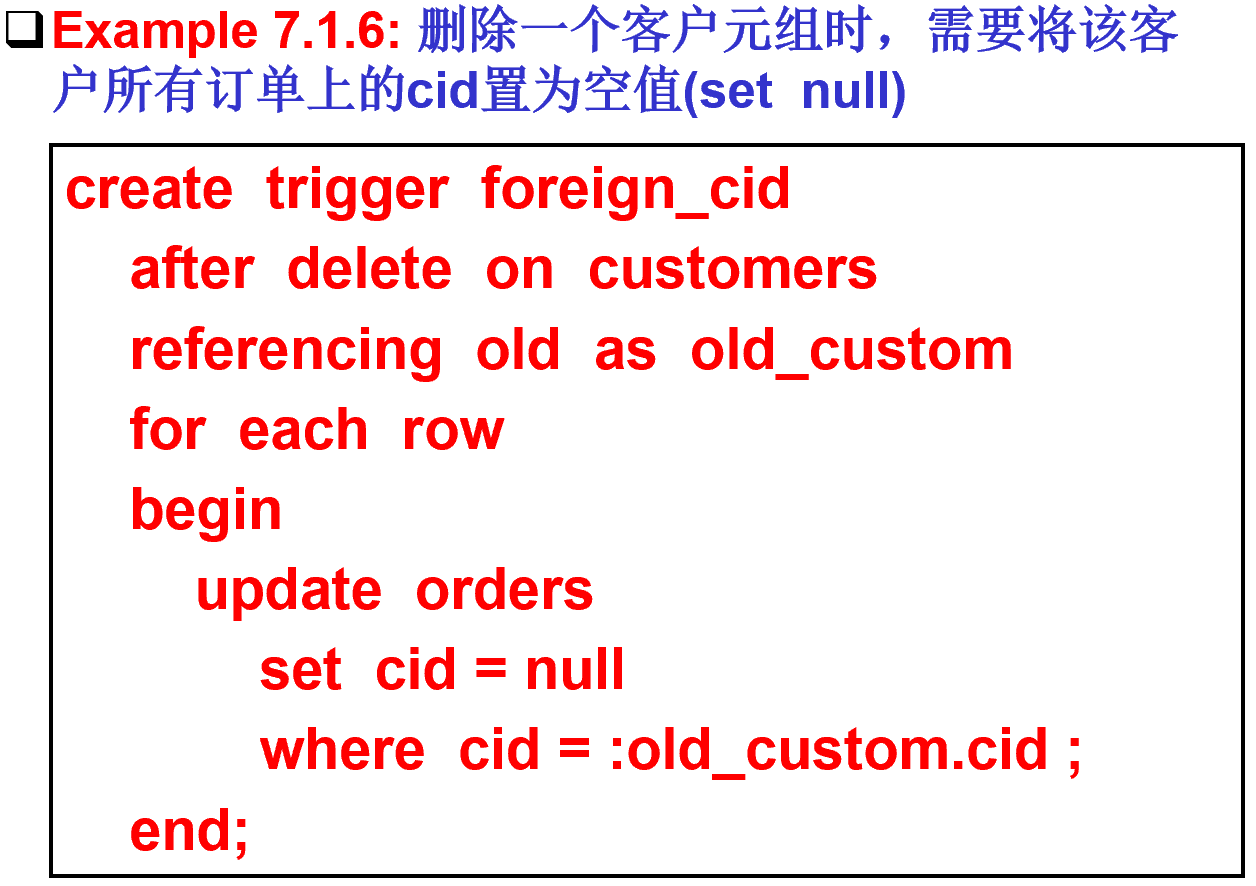 Example 7.1.6: 删除一个客户元组时，需要将该客
户所有订单上的cid置为空值(set null)
create trigger foreign_cid
after delete on customers
referencing old as old_custom
for each row
begin
update orders
set cid = null
where cid = :old_custom.cid ;
end;